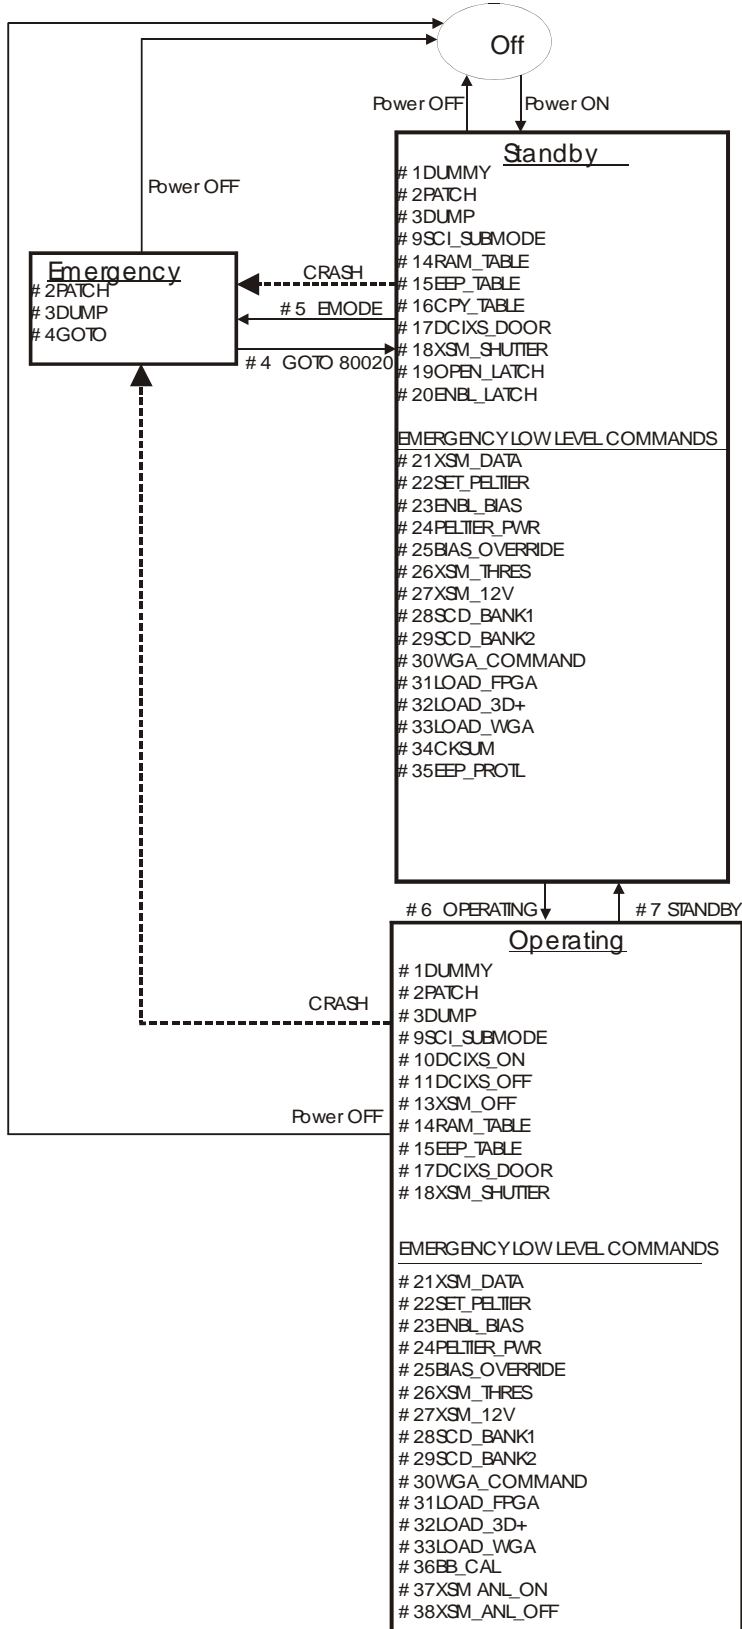 Off
Power OFF
Power ON
Standby
# 1DUMMY
# 2PATCH
# 3DUMP
# 9SCI_SUBMODE
# 14RAM_TABLE
# 15EEP_TABLE
# 16CPY_TABLE
# 17DCIXS_DOOR
# 18XSM_SHUTTER
# 19OPEN_LATCH
# 20ENBL_LATCH
EMERGENCY LOW LEVEL COMMANDS
# 21XSM_DATA
# 22SET_PELTIER
# 23ENBL_BIAS
# 24PELTIER_PWR
# 25BIAS_OVERRIDE
# 26XSM_THRES
# 27XSM_12V
# 28SCD_BANK1
# 29SCD_BANK2
# 30WGA_COMMAND
# 31LOAD_FPGA
# 32LOAD_3D+
# 33LOAD_WGA
# 34CKSUM
# 35EEP_PROTL
Power OFF
Emergency
# 2PATCH
# 3DUMP
# 4GOTO
CRASH
# 5 EMODE
# 4 GOTO 80020
# 6 OPERATING
# 7 STANDBY
Operating
# 1DUMMY
# 2PATCH
# 3DUMP
# 9SCI_SUBMODE
# 10DCIXS_ON
# 11DCIXS_OFF
# 13XSM_OFF
# 14RAM_TABLE
# 15EEP_TABLE
# 17DCIXS_DOOR
# 18XSM_SHUTTER
EMERGENCY LOW LEVEL COMMANDS
# 21XSM_DATA
# 22SET_PELTIER
# 23ENBL_BIAS
# 24PELTIER_PWR
# 25BIAS_OVERRIDE
# 26XSM_THRES
# 27XSM_12V
# 28SCD_BANK1
# 29SCD_BANK2
# 30WGA_COMMAND
# 31LOAD_FPGA
# 32LOAD_3D+
# 33LOAD_WGA
# 36BB_CAL
# 37XSM ANL_ON
# 38XSM_ANL_OFF
CRASH
Power OFF